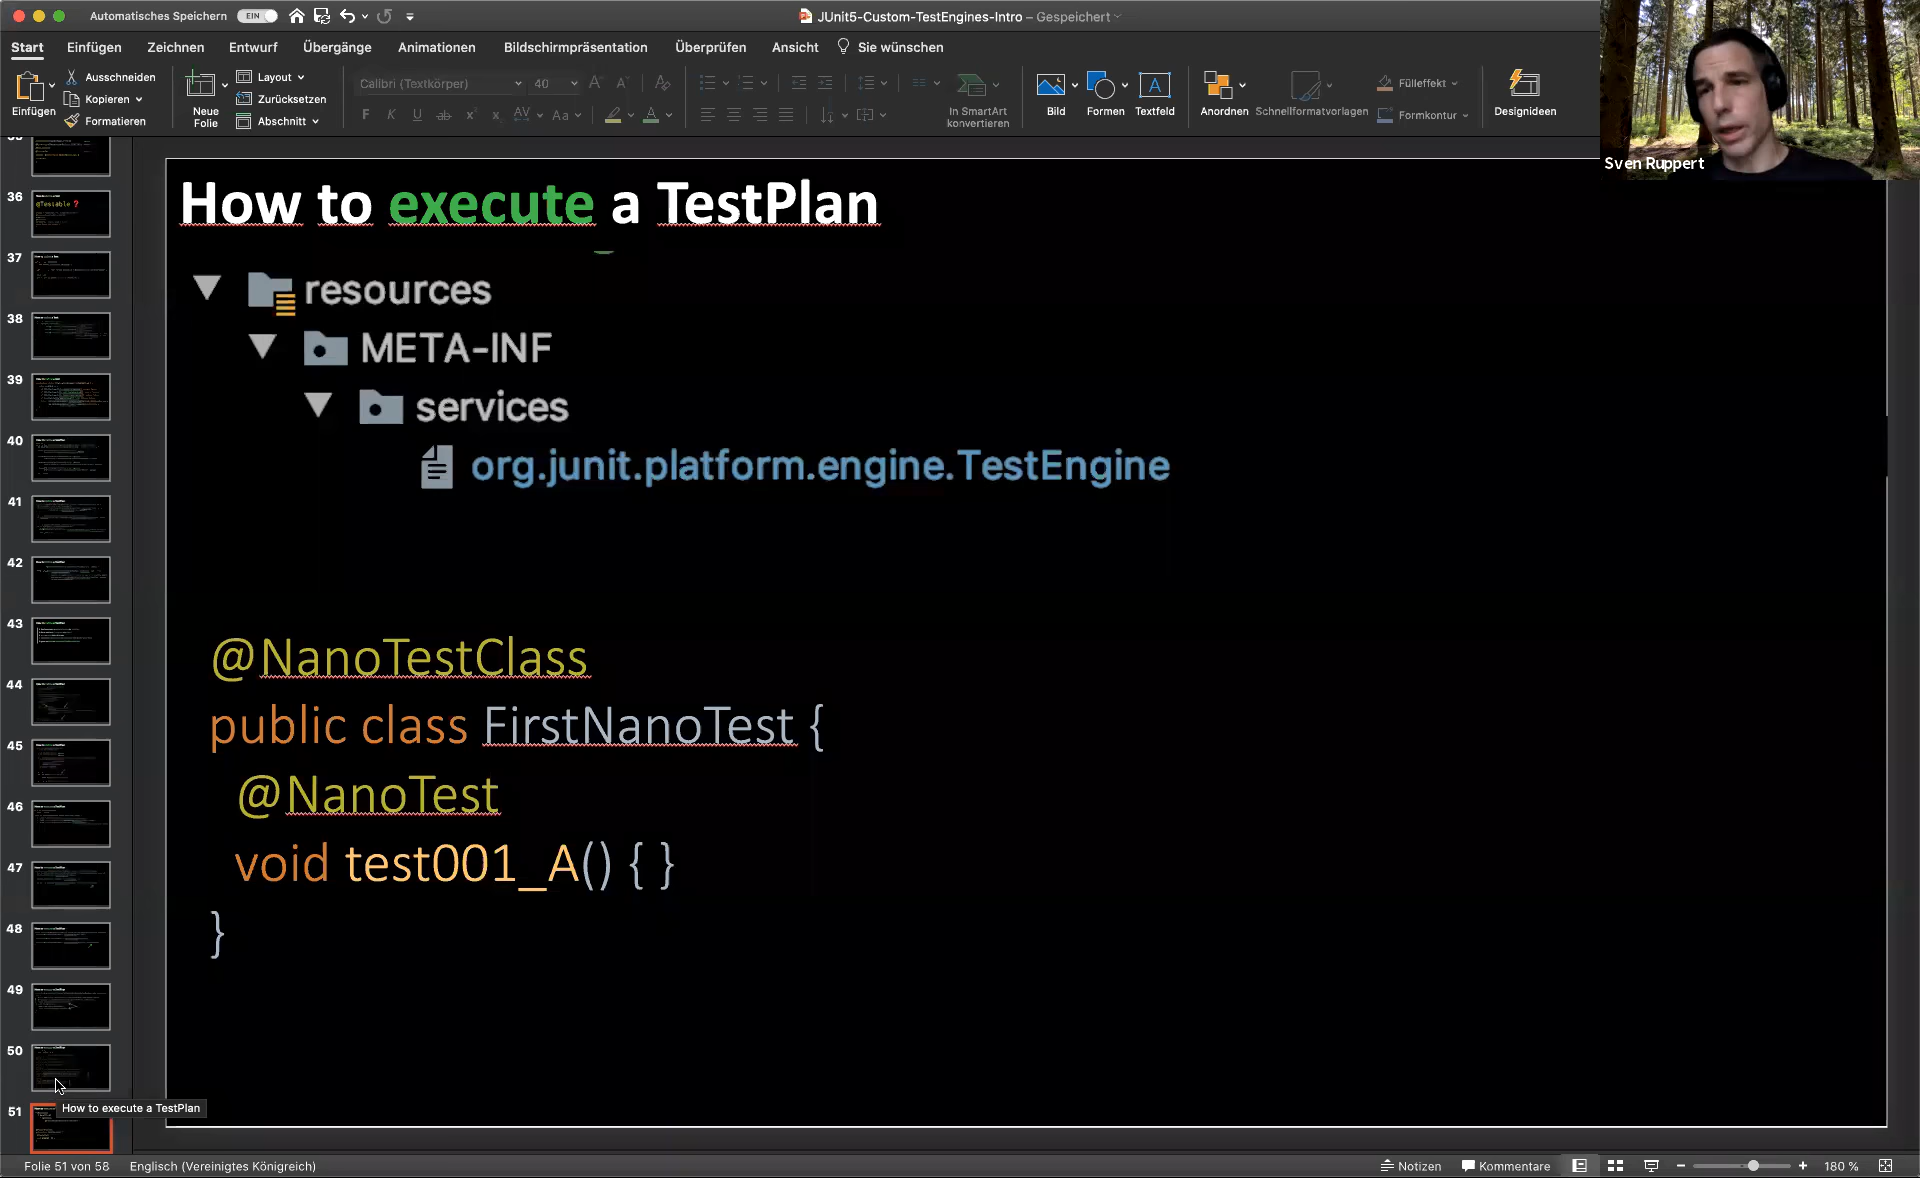 Automatisches Speichern EIN JUnit5-Custom-TestEngines-Intro – Gespeichert
Start Einfügen Zeichnen Entwurf Übergänge Animationen Bildschirmpräsentation Überprüfen Ansicht Sie wünschen
Einfügen Ausschneiden Kopieren Formatieren
Neue Folie Layout Zurücksetzen Abschnitt
Calibri (Textkörper) 40
F K U ab x x AV Aa
In SmartArt konvertieren
Bild Formen Textfeld Anordnen Schnellformatvorlagen Fülleffekt Formkontur Designideen
Sven Ruppert
36
@Testable ?
37
38
39
40
41
42
43
44
45
46
47
48
49
50
51
How to execute a TestPlan
How to execute a TestPlan
resources
META-INF
services
org.junit.platform.engine.TestEngine
@NanoTestClass
public class FirstNanoTest {
@NanoTest
void test001_A() { }
}
Folie 51 von 58 Englisch (Vereinigtes Königreich) Notizen Kommentare 180 %